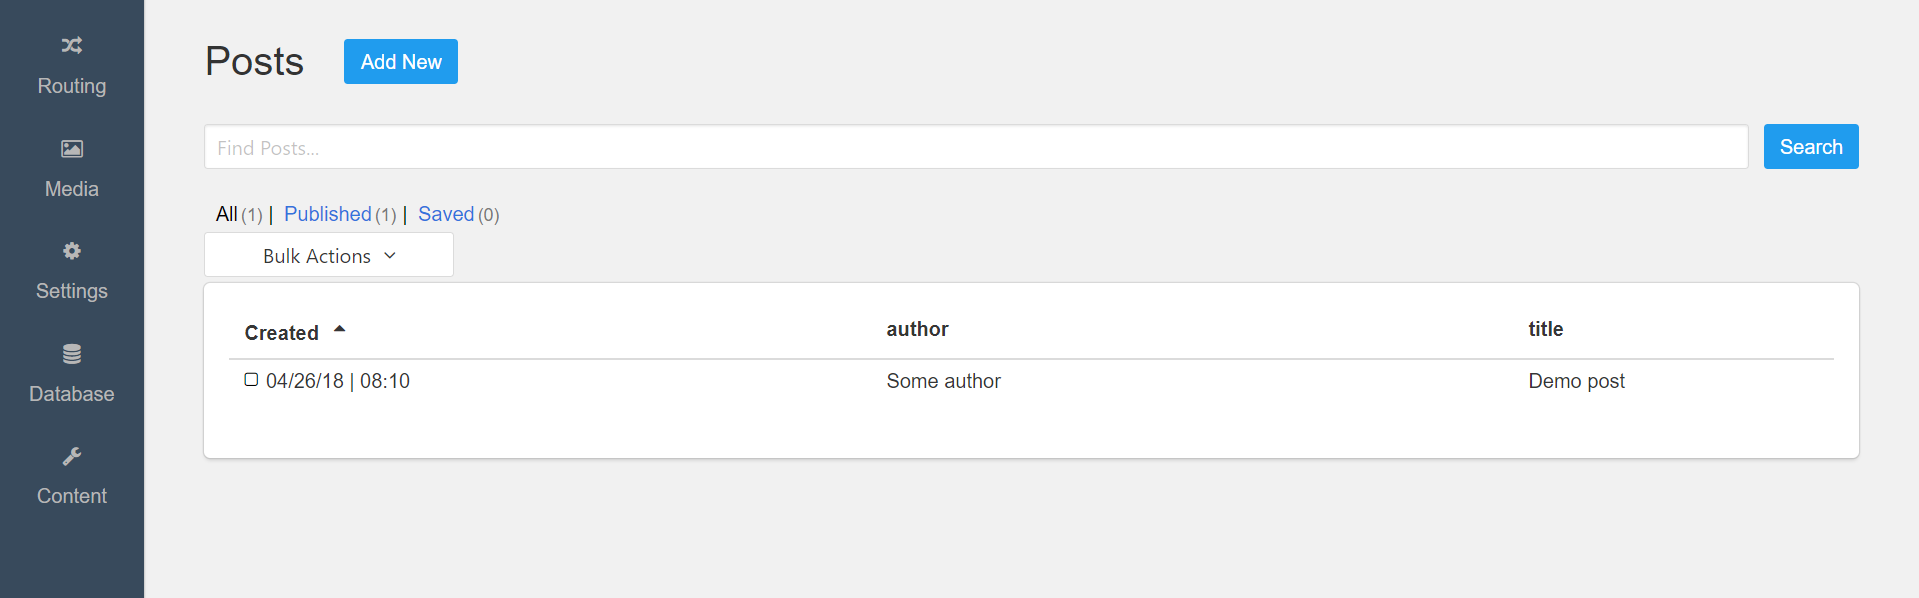 Routing
Media
Settings
Database
Content
Posts Add New
Find Posts... Search
All (1) | Published (1) | Saved (0)
Bulk Actions
Created author title
04/26/18 | 08:10 Some author Demo post